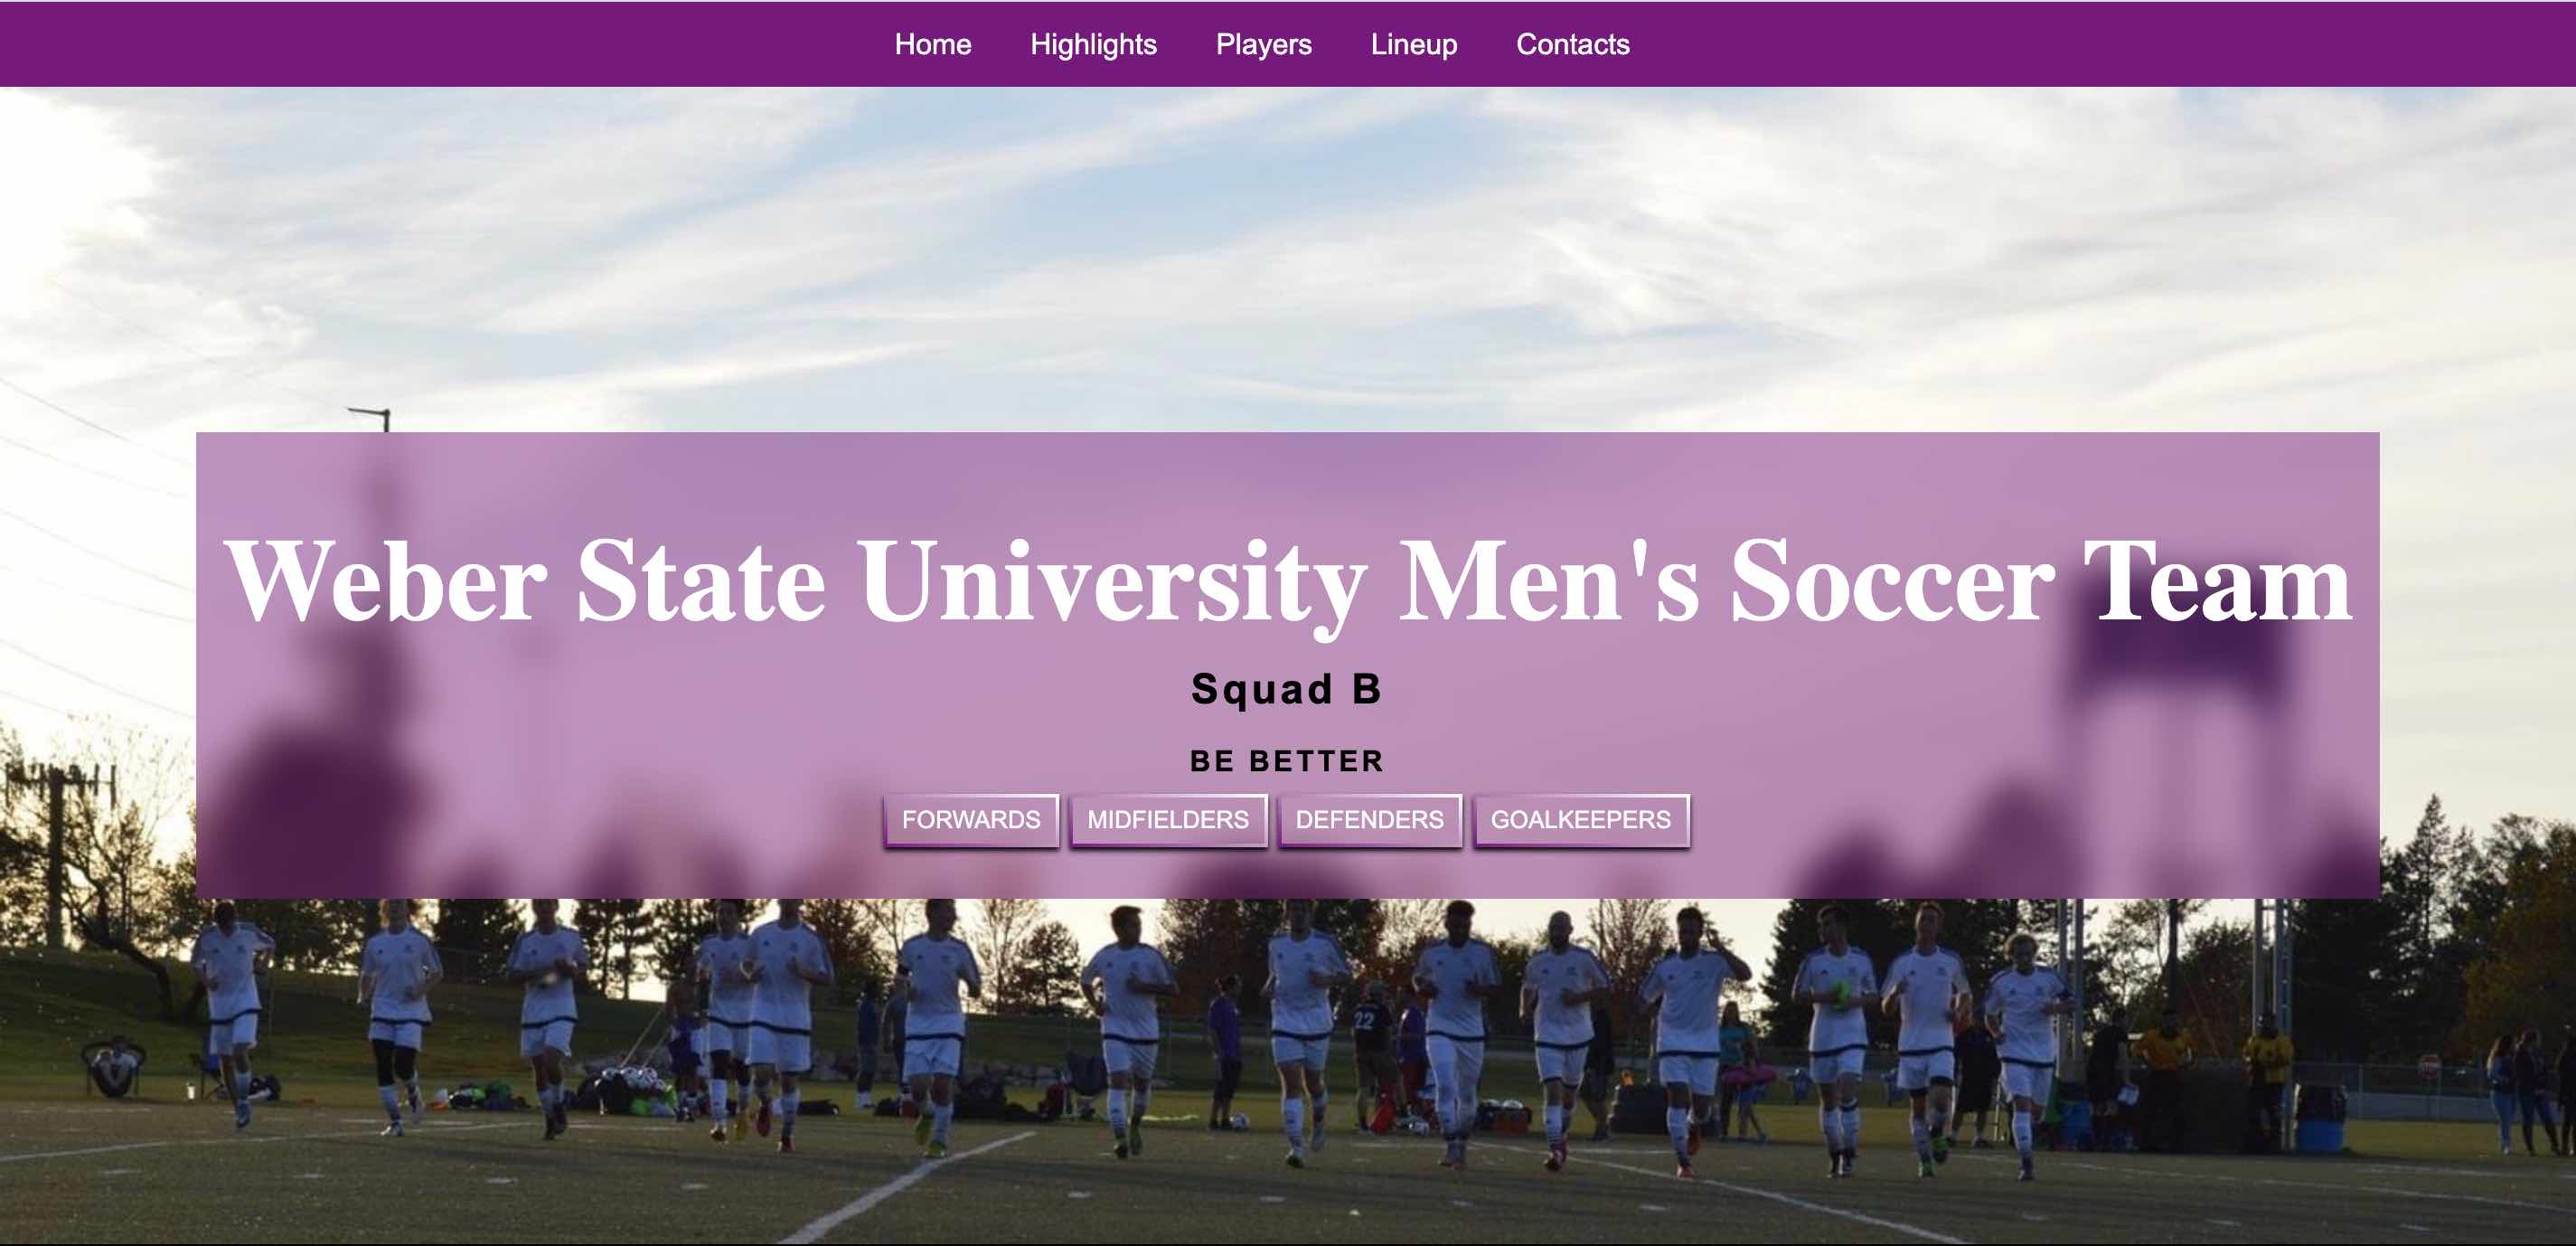 Home Highlights Players Lineup Contacts
Weber State University Men's Soccer Team
Squad B
BE BETTER
FORWARDS MIDFIELDERS DEFENDERS GOALKEEPERS
22